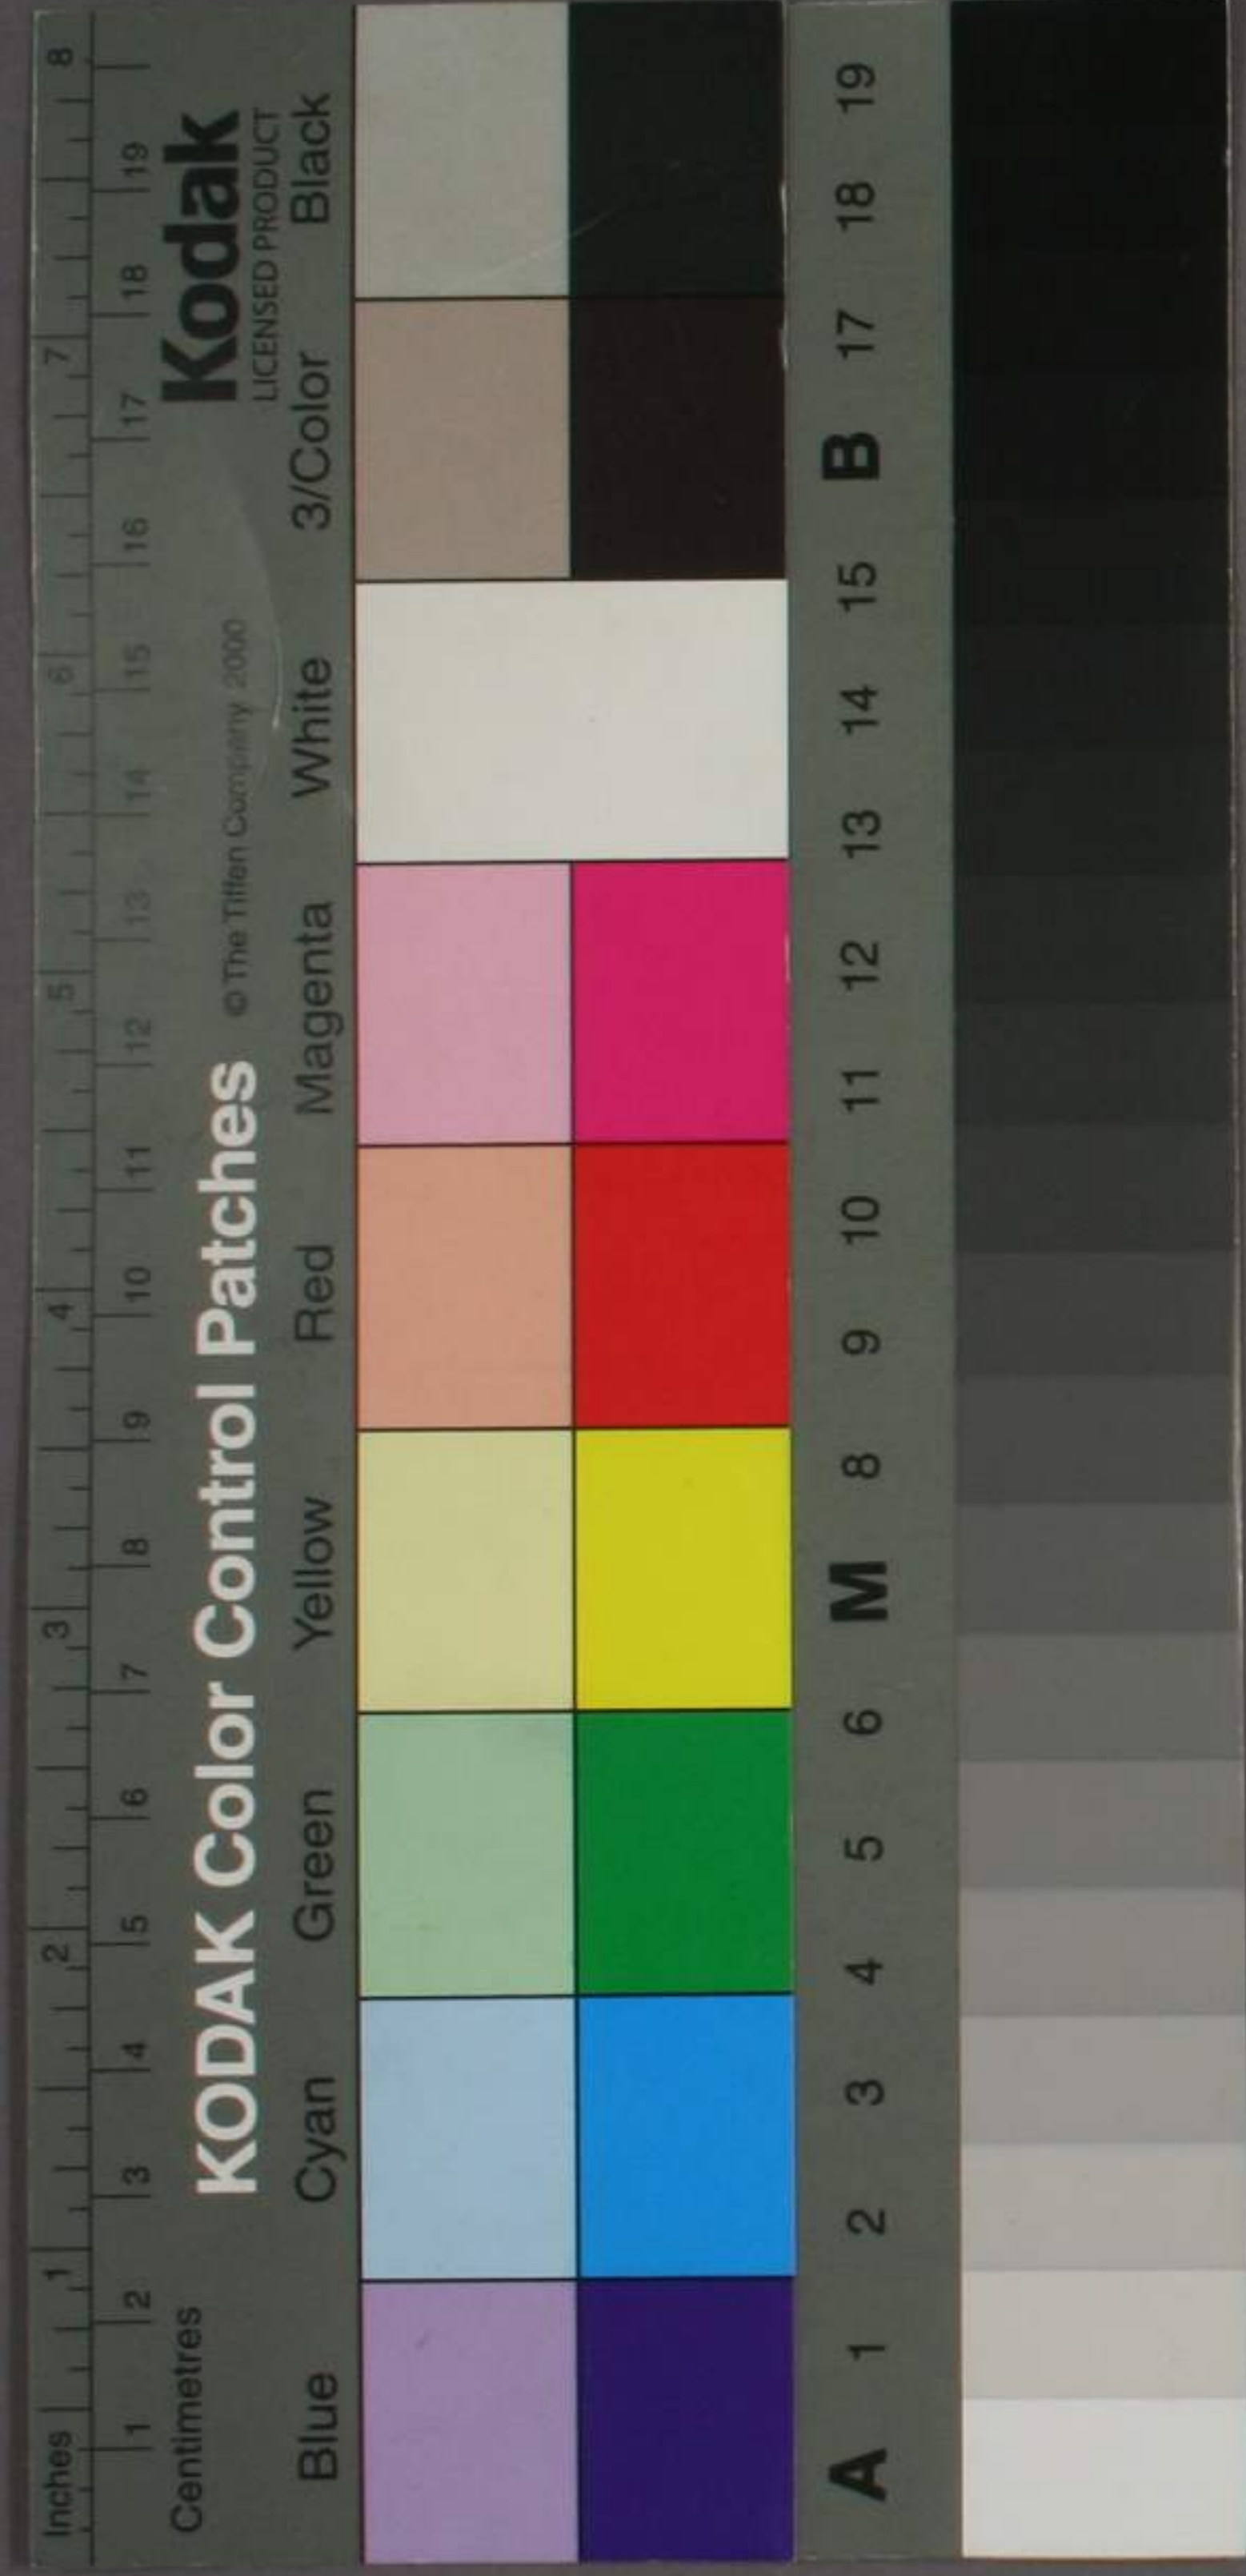 Inches 1 2 3 4 5 6 7 8
Centimetres 1 2 3 4 5 6 7 8 9 10 11 12 13 14 15 16 17 18 19
KODAK Color Control Patches © The Tiffen Company 2000 Kodak
LICENSED PRODUCT
Blue Cyan Green Yellow Red Magenta White 3/Color Black
A 1 2 3 4 5 6 M 8 9 10 11 12 13 14 15 B 17 18 19